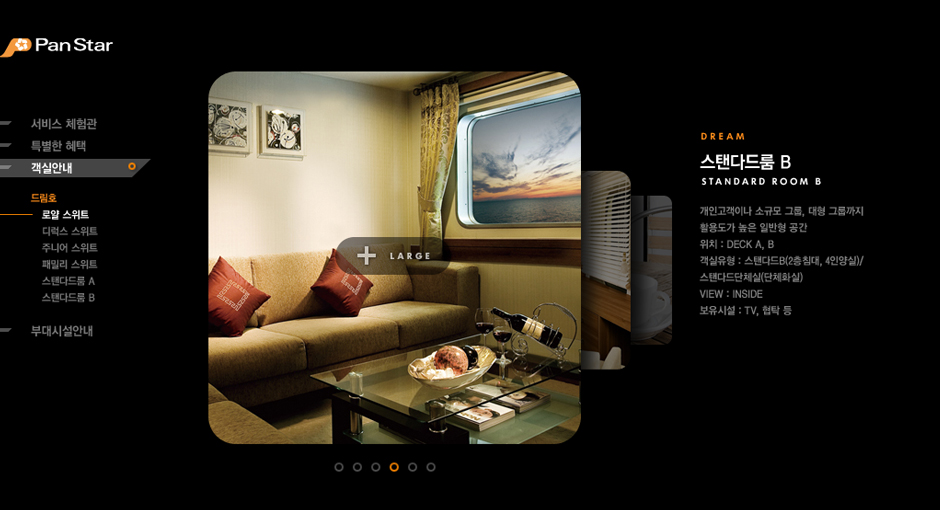 Pan Star
서비스 체험관
특별한 혜택
객실안내
드림호
로얄 스위트
디럭스 스위트
주니어 스위트
패밀리 스위트
스탠다드룸 A
스탠다드룸 B
부대시설안내
LARGE
DREAM
스탠다드룸 B
STANDARD ROOM B
개인고객이나 소규모 그룹, 대형 그룹까지
활용도가 높은 일반형 공간
위치 : DECK A, B
객실유형 : 스탠다드B(2층침대, 4인양실)/
스탠다드단체실(단체화실)
VIEW : INSIDE
보유시설 : TV, 협탁 등